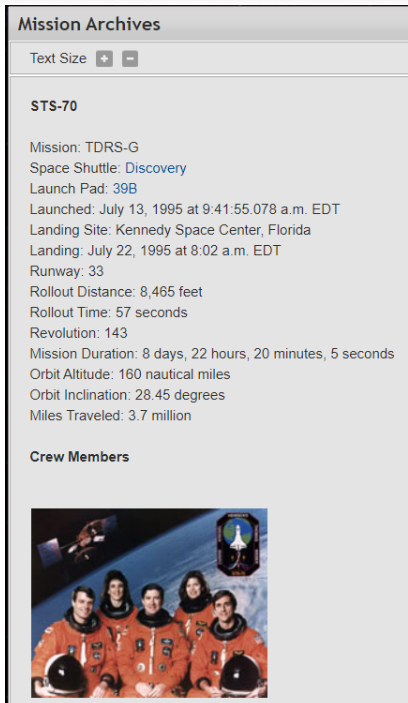 Mission Archives
Text Size + -
STS-70
Mission: TDRS-G
Space Shuttle: Discovery
Launch Pad: 39B
Launched: July 13, 1995 at 9:41:55.078 a.m. EDT
Landing Site: Kennedy Space Center, Florida
Landing: July 22, 1995 at 8:02 a.m. EDT
Runway: 33
Rollout Distance: 8,465 feet
Rollout Time: 57 seconds
Revolution: 143
Mission Duration: 8 days, 22 hours, 20 minutes, 5 seconds
Orbit Altitude: 160 nautical miles
Orbit Inclination: 28.45 degrees
Miles Traveled: 3.7 million
Crew Members